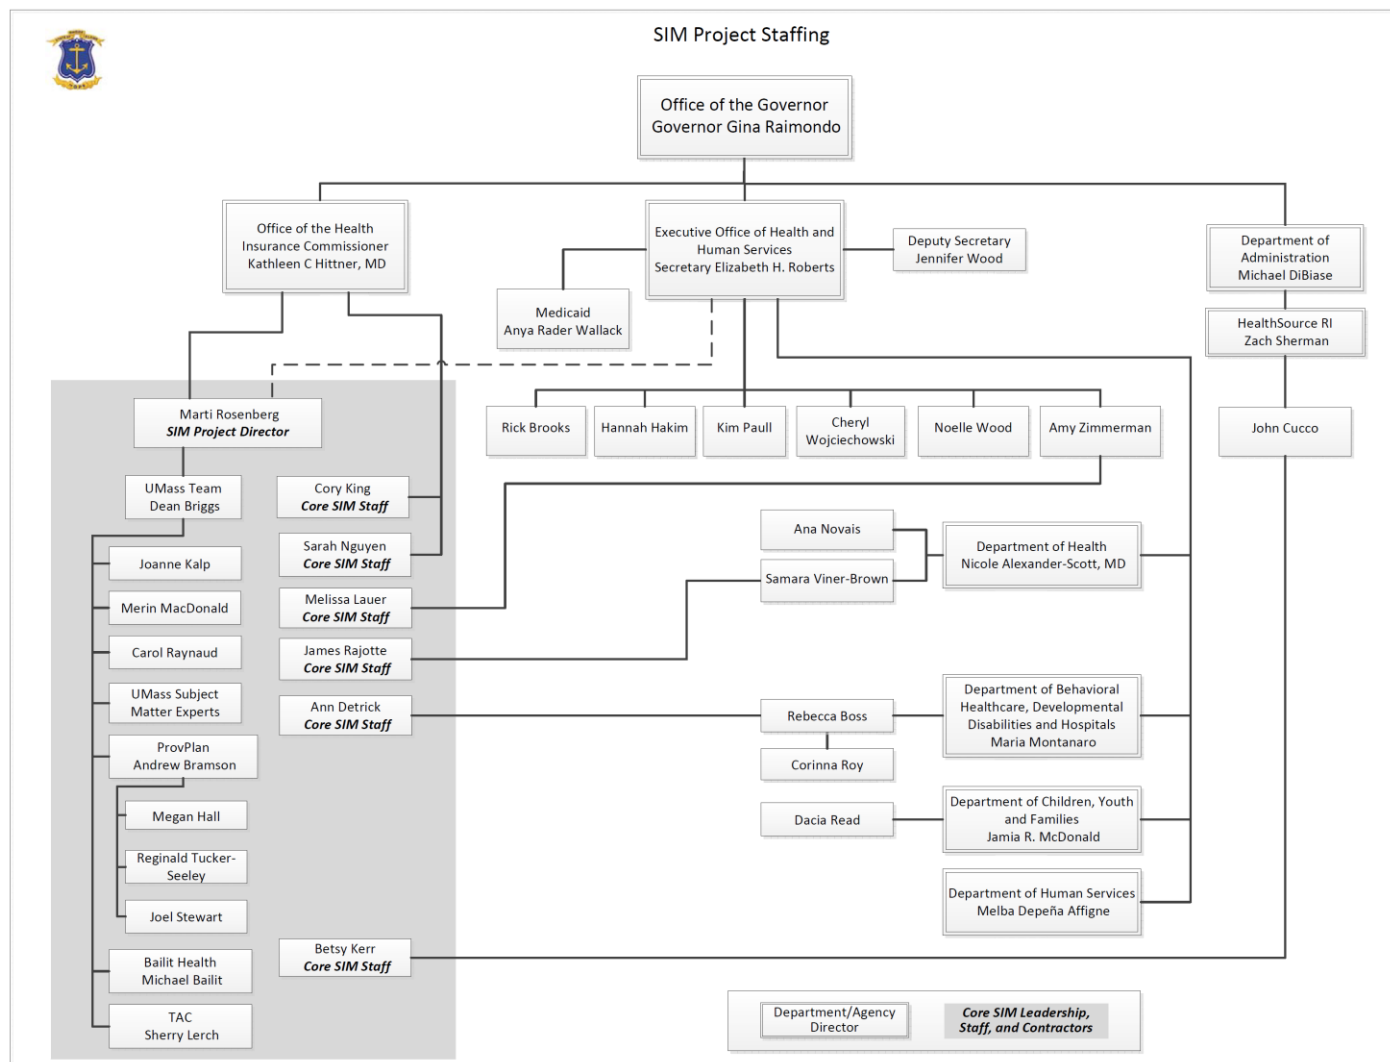 SIM Project Staffing
Office of the Governor
Governor Gina Raimondo
Office of the Health
Insurance Commissioner
Kathleen C Hittner, MD
Executive Office of Health and
Human Services
Secretary Elizabeth H. Roberts
Deputy Secretary
Jennifer Wood
Department of
Administration
Michael DiBiase
Medicaid
Anya Rader Wallack
HealthSource RI
Zach Sherman
Marti Rosenberg
SIM Project Director
Rick Brooks
Hannah Hakim
Kim Paull
Cheryl
Wojciechowski
Noelle Wood
Amy Zimmerman
John Cucco
UMass Team
Dean Briggs
Cory King
Core SIM Staff
Sarah Nguyen
Core SIM Staff
Joanne Kalp
Ana Novais
Department of Health
Nicole Alexander-Scott, MD
Samara Viner-Brown
Merin MacDonald
Melissa Lauer
Core SIM Staff
Carol Raynaud
James Rajotte
Core SIM Staff
UMass Subject
Matter Experts
Ann Detrick
Core SIM Staff
Rebecca Boss
Department of Behavioral
Healthcare, Developmental
Disabilities and Hospitals
Maria Montanaro
ProvPlan
Andrew Bramson
Corinna Roy
Megan Hall
Dacia Read
Department of Children, Youth
and Families
Jamia R. McDonald
Reginald Tucker-
Seeley
Joel Stewart
Department of Human Services
Melba Depeña Affigne
Betsy Kerr
Core SIM Staff
Bailit Health
Michael Bailit
TAC
Sherry Lerch
Department/Agency
Director
Core SIM Leadership,
Staff, and Contractors